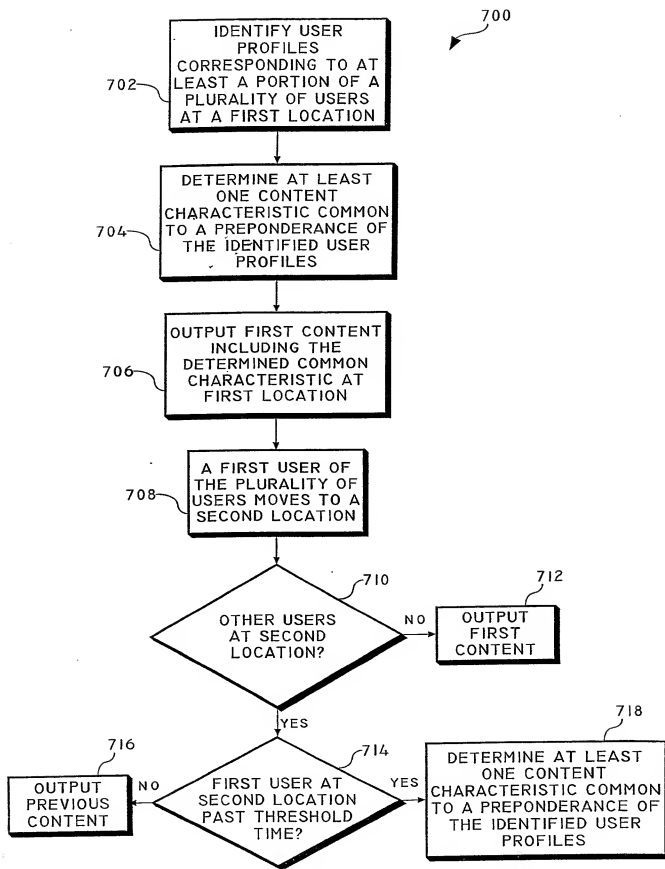 700
IDENTIFY USER
PROFILES
CORRESPONDING TO AT
LEAST A PORTION OF A
PLURALITY OF USERS
AT A FIRST LOCATION
702
DETERMINE AT LEAST
ONE CONTENT
CHARACTERISTIC COMMON
TO A PREPONDERANCE OF
THE IDENTIFIED USER
PROFILES
704
OUTPUT FIRST CONTENT
INCLUDING THE
DETERMINED COMMON
CHARACTERISTIC AT
FIRST LOCATION
706
A FIRST USER OF
THE PLURALITY OF
USERS MOVES TO A
SECOND LOCATION
708
710
OTHER USERS
AT SECOND
LOCATION?
NO
712
OUTPUT
FIRST
CONTENT
YES
714
FIRST USER AT
SECOND LOCATION
PAST THRESHOLD
TIME?
NO
716
OUTPUT
PREVIOUS
CONTENT
YES
718
DETERMINE AT LEAST
ONE CONTENT
CHARACTERISTIC COMMON
TO A PREPONDERANCE OF
THE IDENTIFIED USER
PROFILES